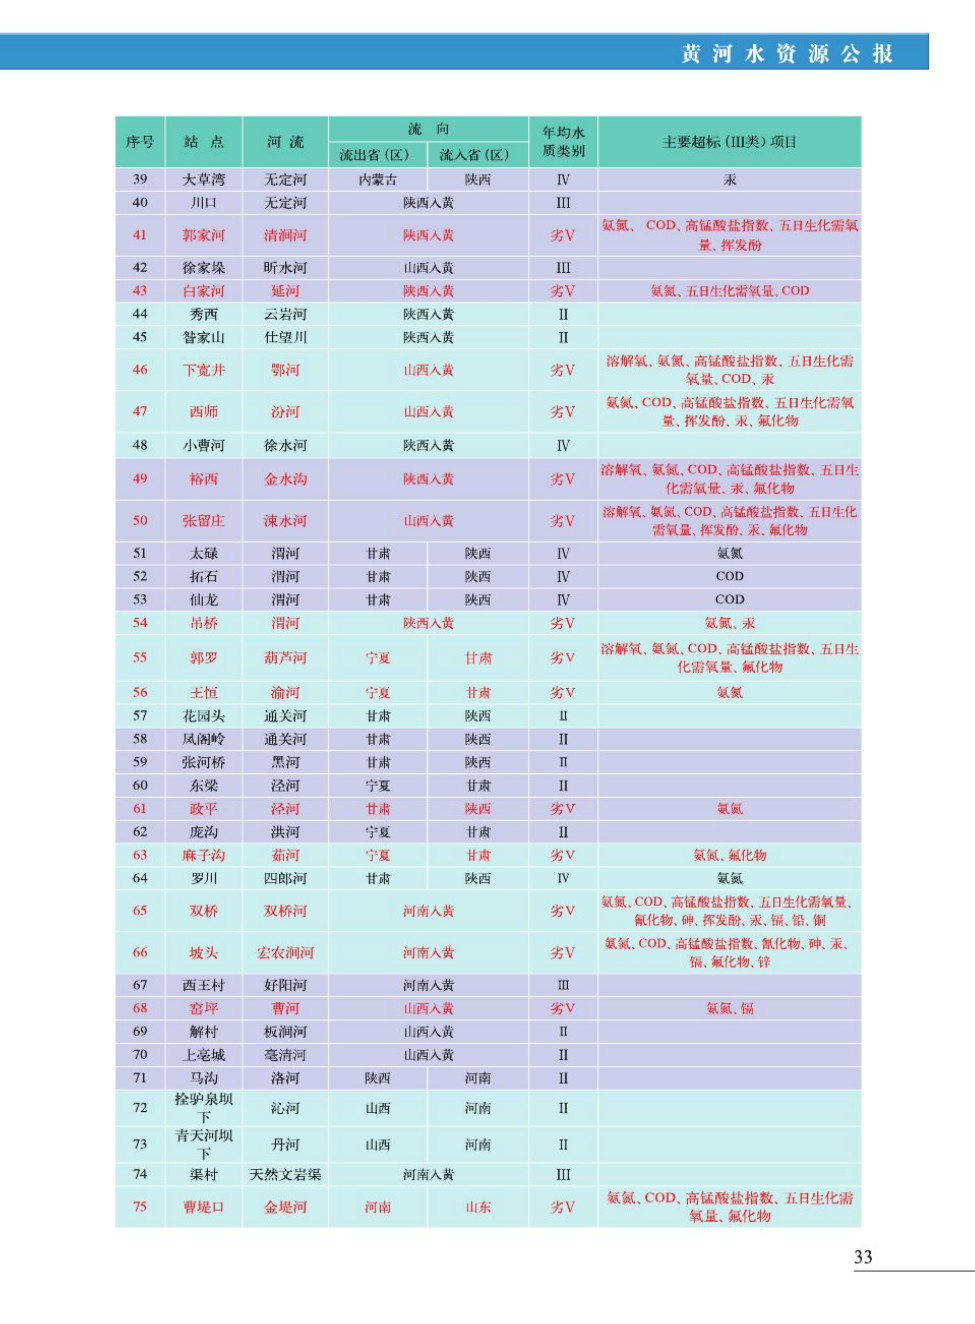 黄河水资源公报
序号 站点 河流 流向 年均水质类别 主要超标(III类)项目
流出省(区) 流入省(区)
39 大草湾 无定河 内蒙古 陕西 IV 汞
40 川口 无定河 陕西入黄 III
41 郭家河 清涧河 陕西入黄 劣V 氨氮、COD、高锰酸盐指数、五日生化需氧
量、挥发酚
42 徐家垛 昕水河 山西入黄 III
43 白家河 延河 陕西入黄 劣V 氨氮、五日生化需氧量、COD
44 秀西 云岩河 陕西入黄 II
45 昝家山 仕望川 陕西入黄 II
46 下宽井 鄂河 山西入黄 劣V 溶解氧、氨氮、高锰酸盐指数、五日生化需
氧量、COD、汞
47 西师 汾河 山西入黄 劣V 氨氮、COD、高锰酸盐指数、五日生化需氧
量、挥发酚、汞、氟化物
48 小曹河 徐水河 陕西入黄 IV
49 裕西 金水沟 陕西入黄 劣V 溶解氧、氨氮、COD、高锰酸盐指数、五日生
化需氧量、汞、氟化物
50 张留庄 涑水河 山西入黄 劣V 溶解氧、氨氮、COD、高锰酸盐指数、五日生化
需氧量、挥发酚、汞、氟化物
51 太碌 渭河 甘肃 陕西 IV 氨氮
52 拓石 渭河 甘肃 陕西 IV COD
53 仙龙 渭河 甘肃 陕西 IV COD
54 吊桥 渭河 陕西入黄 劣V 氨氮、汞
55 郭罗 葫芦河 宁夏 甘肃 劣V 溶解氧、氨氮、COD、高锰酸盐指数、五日生
化需氧量、氟化物
56 王恒 渝河 宁夏 甘肃 劣V 氨氮
57 花园头 通关河 甘肃 陕西 II
58 凤阁岭 通关河 甘肃 陕西 II
59 张河桥 黑河 甘肃 陕西 II
60 东梁 泾河 宁夏 甘肃 II
61 政平 泾河 甘肃 陕西 劣V 氨氮
62 庞沟 洪河 宁夏 甘肃 II
63 麻子沟 茹河 宁夏 甘肃 劣V 氨氮、氟化物
64 罗川 四郎河 甘肃 陕西 IV 氨氮
65 双桥 双桥河 河南入黄 劣V 氨氮、COD、高锰酸盐指数、五日生化需氧量、
氰化物、砷、挥发酚、汞、镉、铅、铜
66 坡头 宏农涧河 河南入黄 劣V 氨氮、COD、高锰酸盐指数、氰化物、砷、汞、
镉、氟化物、锌
67 西王村 好阳河 河南入黄 III
68 窑坪 曹河 山西入黄 劣V 氨氮、镉
69 解村 板涧河 山西入黄 II
70 上亳城 亳清河 山西入黄 II
71 马沟 洛河 陕西 河南 II
72 拴驴泉坝下 沁河 山西 河南 II
73 青天河坝下 丹河 山西 河南 II
74 渠村 天然文岩渠 河南入黄 III
75 曹堤口 金堤河 河南 山东 劣V 氨氮、COD、高锰酸盐指数、五日生化需
氧量、氟化物
33